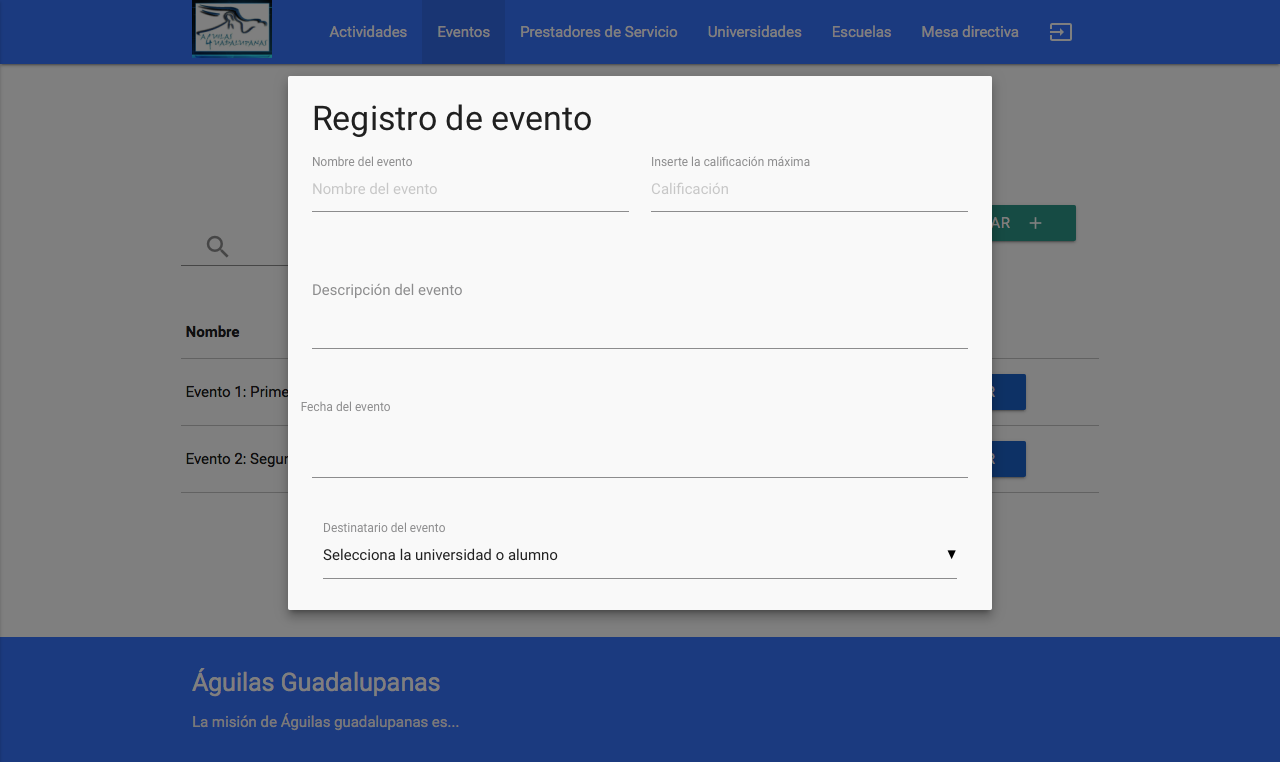 AGUILAS
GUADALUPANAS
Actividades Eventos Prestadores de Servicio Universidades Escuelas Mesa directiva
Registro de evento
Nombre del evento Inserte la calificación máxima
Nombre del evento Calificación
AR +
Descripción del evento
Nombre
Evento 1: Prime
R
Fecha del evento
Evento 2: Segun
R
Destinatario del evento
Selecciona la universidad o alumno ▼
Águilas Guadalupanas
La misión de Águilas guadalupanas es...